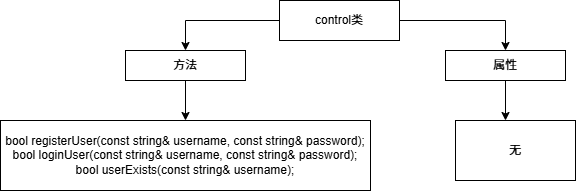 control类
方法
属性
bool registerUser(const string& username, const string& password);
bool loginUser(const string& username, const string& password);
bool userExists(const string& username);
无